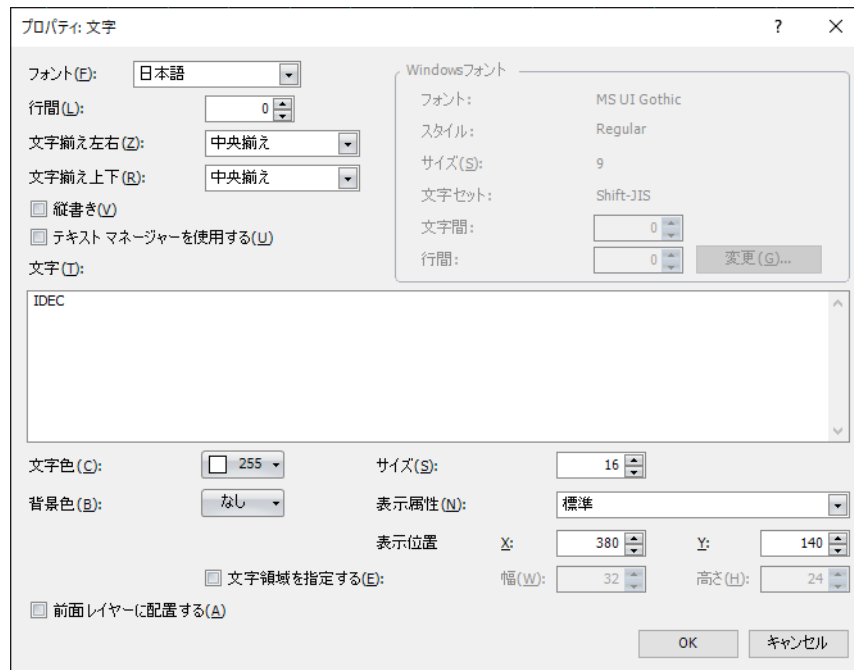 プロパティ: 文字
フォント(F): 日本語
行間(L): 0
文字揃え左右(Z): 中央揃え
文字揃え上下(R): 中央揃え
縦書き(V)
テキスト マネージャーを使用する(U)
Windowsフォント
フォント: MS UI Gothic
スタイル: Regular
サイズ(S): 9
文字セット: Shift-JIS
文字間: 0
行間: 0 変更(G)...
文字(T):
IDEC
文字色(C): 255 サイズ(S): 16
背景色(B): なし 表示属性(N): 標準
表示位置 X: 380 Y: 140
文字領域を指定する(E): 幅(W): 32 高さ(H): 24
前面レイヤーに配置する(A)
OK キャンセル